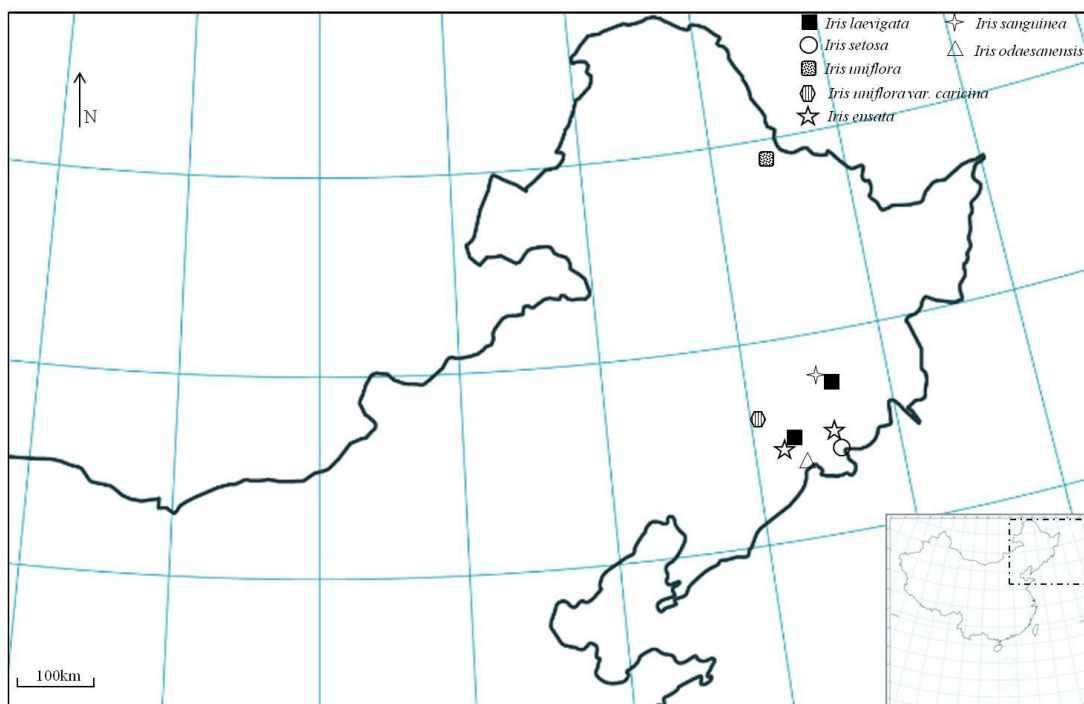 Iris laevigata
Iris sanguinea
Iris setosa
Iris odaesanensis
Iris uniflora
Iris uniflora var. caricina
Iris ensata
N
100km